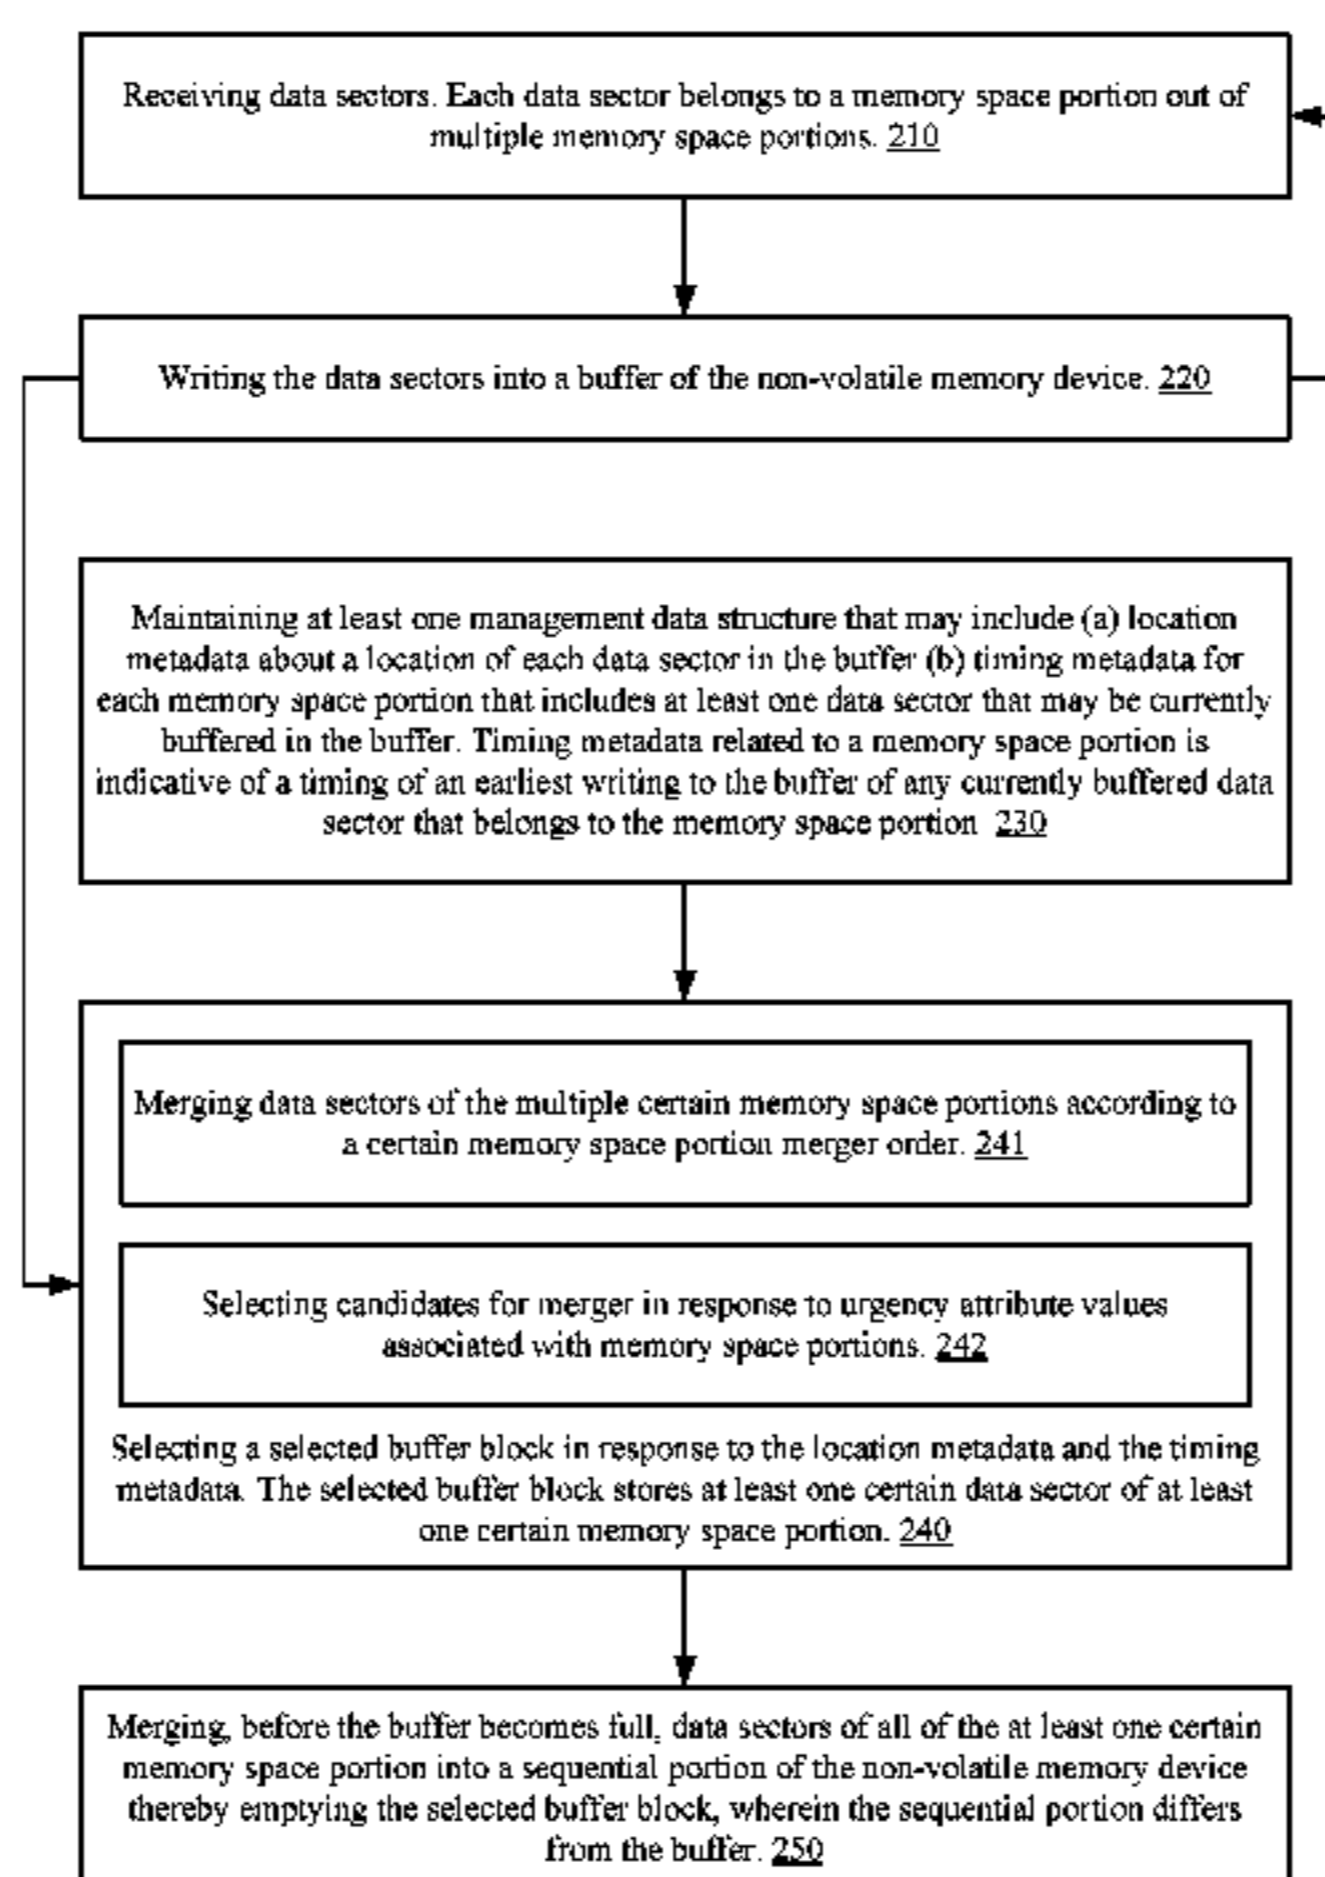 Receiving data sectors. Each data sector belongs to a memory space portion out of
multiple memory space portions. 210
Writing the data sectors into a buffer of the non-volatile memory device. 220
Maintaining at least one management data structure that may include (a) location
metadata about a location of each data sector in the buffer (b) timing metadata for
each memory space portion that includes at least one data sector that may be currently
buffered in the buffer. Timing metadata related to a memory space portion is
indicative of a timing of an earliest writing to the buffer of any currently buffered data
sector that belongs to the memory space portion 230
Merging data sectors of the multiple certain memory space portions according to
a certain memory space portion merger order. 241
Selecting candidates for merger in response to urgency attribute values
associated with memory space portions. 242
Selecting a selected buffer block in response to the location metadata and the timing
metadata. The selected buffer block stores at least one certain data sector of at least
one certain memory space portion. 240
Merging, before the buffer becomes full, data sectors of all of the at least one certain
memory space portion into a sequential portion of the non-volatile memory device
thereby emptying the selected buffer block, wherein the sequential portion differs
from the buffer. 250